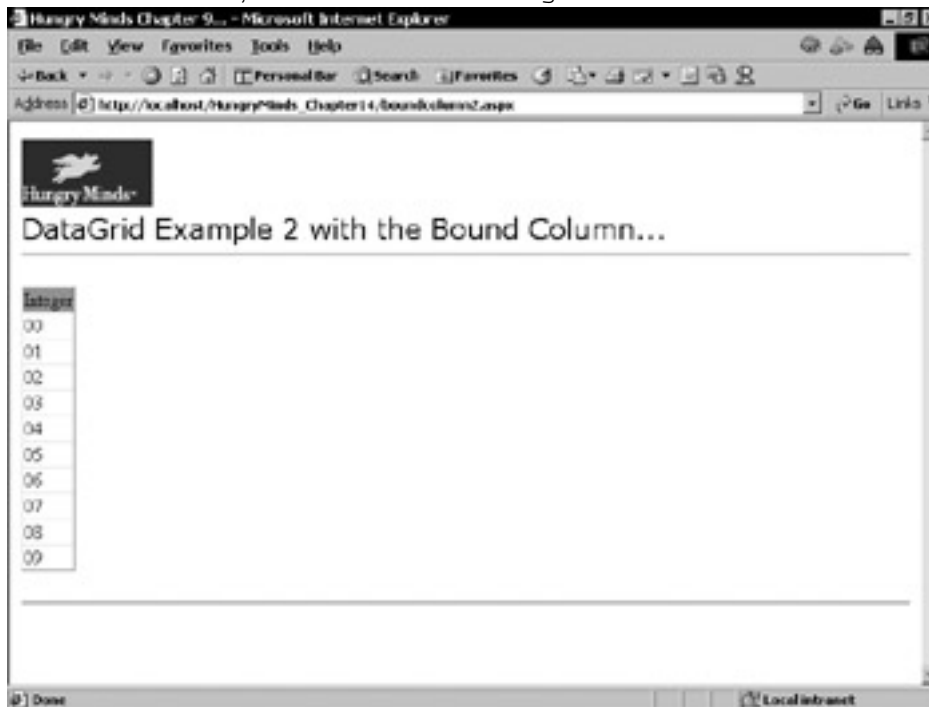 Hungry Minds Chapter 9... - Microsoft Internet Explorer
File Edit View Favorites Tools Help
Back Personal Bar Search Favorites
Address http://localhost/HungryMinds_Chapter14/boundcolumn2.aspx Go Links
Hungry Minds
DataGrid Example 2 with the Bound Column...
Integer
00
01
02
03
04
05
06
07
08
09
Done Local intranet